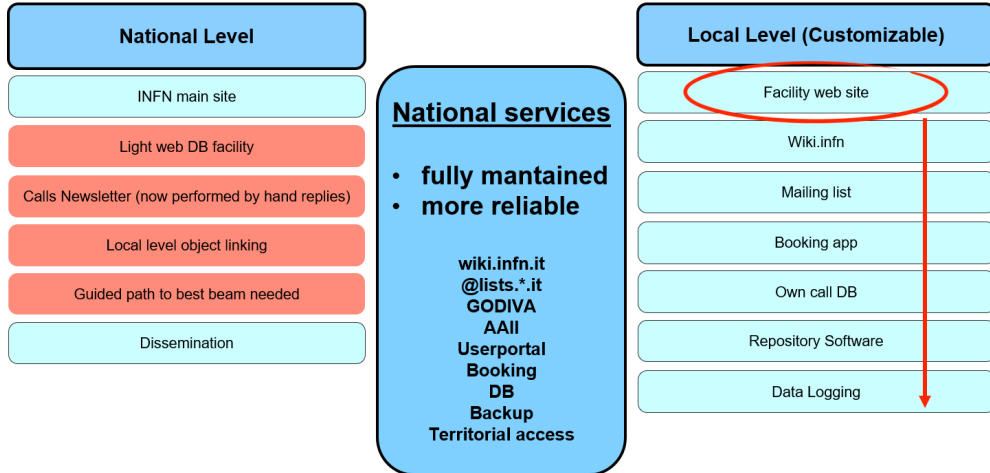 National Level
INFN main site
Light web DB facility
Calls Newsletter (now performed by hand replies)
Local level object linking
Guided path to best beam needed
Dissemination
National services
• fully mantained
• more reliable
wiki.infn.it
@lists.*.it
GODIVA
AAII
Userportal
Booking
DB
Backup
Territorial access
Local Level (Customizable)
Facility web site
Wiki.infn
Mailing list
Booking app
Own call DB
Repository Software
Data Logging